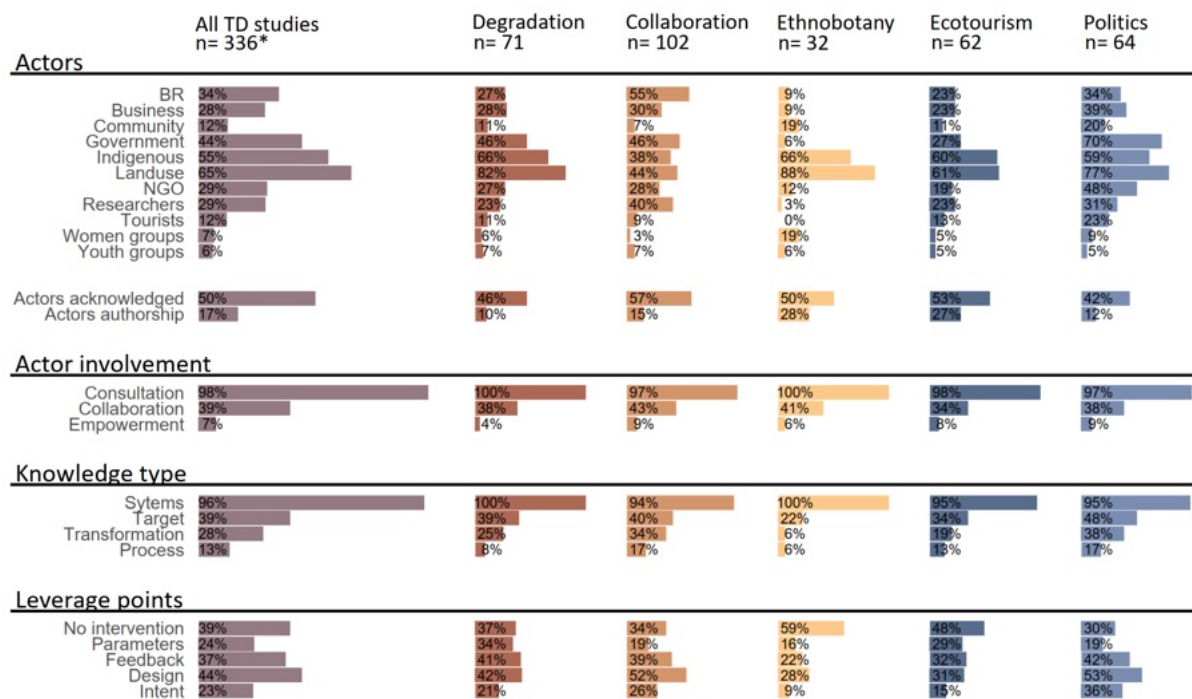 All TD studies Degradation Collaboration Ethnobotany Ecotourism Politics
n= 336* n= 71 n= 102 n= 32 n= 62 n= 64
Actors
BR 34% 27% 55% 9% 23% 34%
Business 28% 28% 30% 9% 23% 39%
Community 12% 11% 7% 19% 11% 20%
Government 44% 46% 46% 6% 27% 70%
Indigenous 55% 66% 38% 66% 60% 59%
Landuse 65% 82% 44% 88% 61% 77%
NGO 29% 27% 28% 12% 19% 48%
Researchers 29% 23% 40% 3% 23% 31%
Tourists 12% 11% 9% 0% 13% 23%
Women groups 7% 6% 3% 19% 5% 9%
Youth groups 6% 7% 7% 6% 5% 5%
Actors acknowledged 50% 46% 57% 50% 53% 42%
Actors authorship 17% 10% 15% 28% 27% 12%
Actor involvement
Consultation 98% 100% 97% 100% 98% 97%
Collaboration 39% 38% 43% 41% 34% 38%
Empowerment 7% 4% 9% 6% 8% 9%
Knowledge type
Sytems 96% 100% 94% 100% 95% 95%
Target 39% 39% 40% 22% 34% 48%
Transformation 28% 25% 34% 6% 19% 38%
Process 13% 8% 17% 6% 13% 17%
Leverage points
No intervention 39% 37% 34% 59% 48% 30%
Parameters 24% 34% 19% 16% 29% 19%
Feedback 37% 41% 39% 22% 32% 42%
Design 44% 42% 52% 28% 31% 53%
Intent 23% 21% 26% 9% 15% 36%